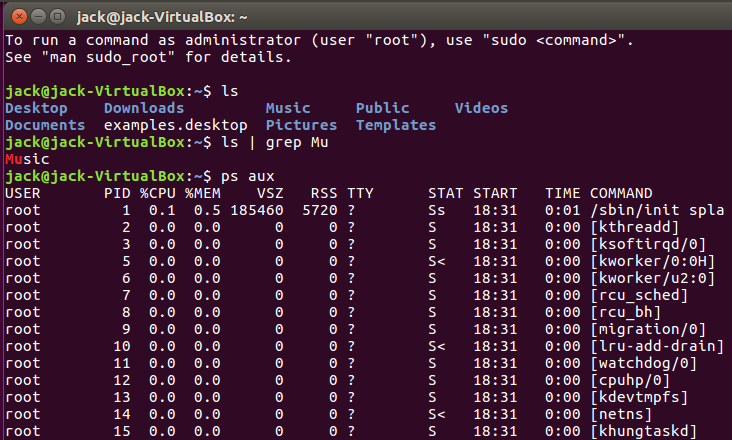 jack@jack-VirtualBox: ~
To run a command as administrator (user "root"), use "sudo <command>".
See "man sudo_root" for details.
jack@jack-VirtualBox:~$ ls
Desktop    Downloads         Music     Public     Videos
Documents  examples.desktop  Pictures  Templates
jack@jack-VirtualBox:~$ ls | grep Mu
Music
jack@jack-VirtualBox:~$ ps aux
USER       PID %CPU %MEM    VSZ   RSS TTY      STAT START   TIME COMMAND
root         1  0.1  0.5 185460  5720 ?        Ss   18:31   0:01 /sbin/init spla
root         2  0.0  0.0      0     0 ?        S    18:31   0:00 [kthreadd]
root         3  0.0  0.0      0     0 ?        S    18:31   0:00 [ksoftirqd/0]
root         5  0.0  0.0      0     0 ?        S<   18:31   0:00 [kworker/0:0H]
root         6  0.0  0.0      0     0 ?        S    18:31   0:00 [kworker/u2:0]
root         7  0.0  0.0      0     0 ?        S    18:31   0:00 [rcu_sched]
root         8  0.0  0.0      0     0 ?        S    18:31   0:00 [rcu_bh]
root         9  0.0  0.0      0     0 ?        S    18:31   0:00 [migration/0]
root        10  0.0  0.0      0     0 ?        S<   18:31   0:00 [lru-add-drain]
root        11  0.0  0.0      0     0 ?        S    18:31   0:00 [watchdog/0]
root        12  0.0  0.0      0     0 ?        S    18:31   0:00 [cpuhp/0]
root        13  0.0  0.0      0     0 ?        S    18:31   0:00 [kdevtmpfs]
root        14  0.0  0.0      0     0 ?        S<   18:31   0:00 [netns]
root        15  0.0  0.0      0     0 ?        S    18:31   0:00 [khungtaskd]